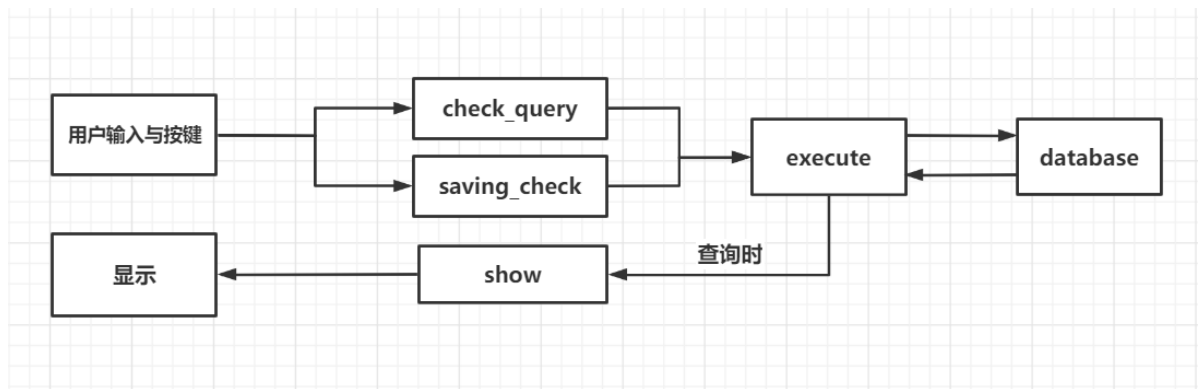 用户输入与按键
check_query
saving_check
execute
database
查询时
显示
show